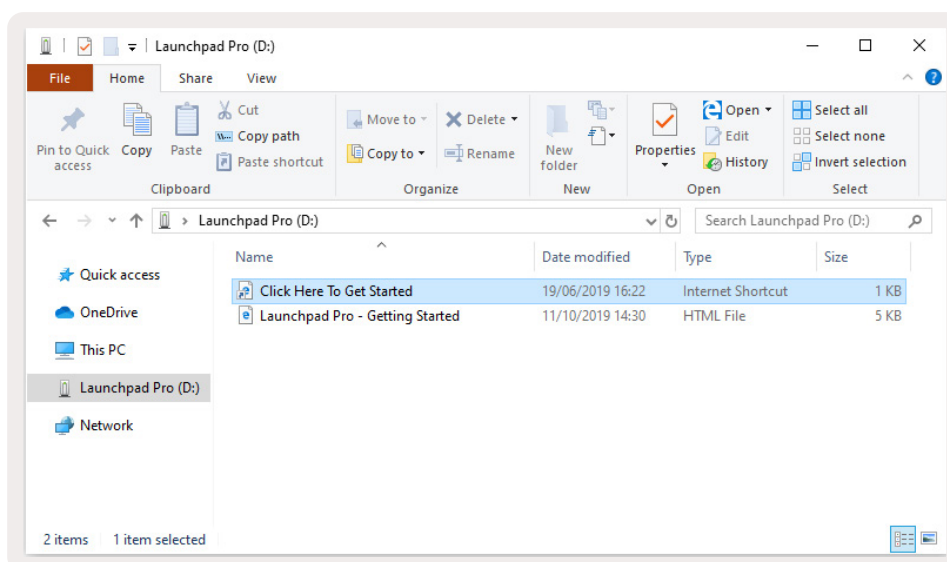 Launchpad Pro (D:)
File Home Share View
Pin to Quick access
Copy
Paste
Cut
Copy path
Paste shortcut
Clipboard
Move to
Copy to
Delete
Rename
Organize
New folder
New
Properties
Open
Edit
History
Open
Select all
Select none
Invert selection
Select
Launchpad Pro (D:)
Search Launchpad Pro (D:)
Name Date modified Type Size
Click Here To Get Started 19/06/2019 16:22 Internet Shortcut 1 KB
Launchpad Pro - Getting Started 11/10/2019 14:30 HTML File 5 KB
Quick access
OneDrive
This PC
Launchpad Pro (D:)
Network
2 items 1 item selected